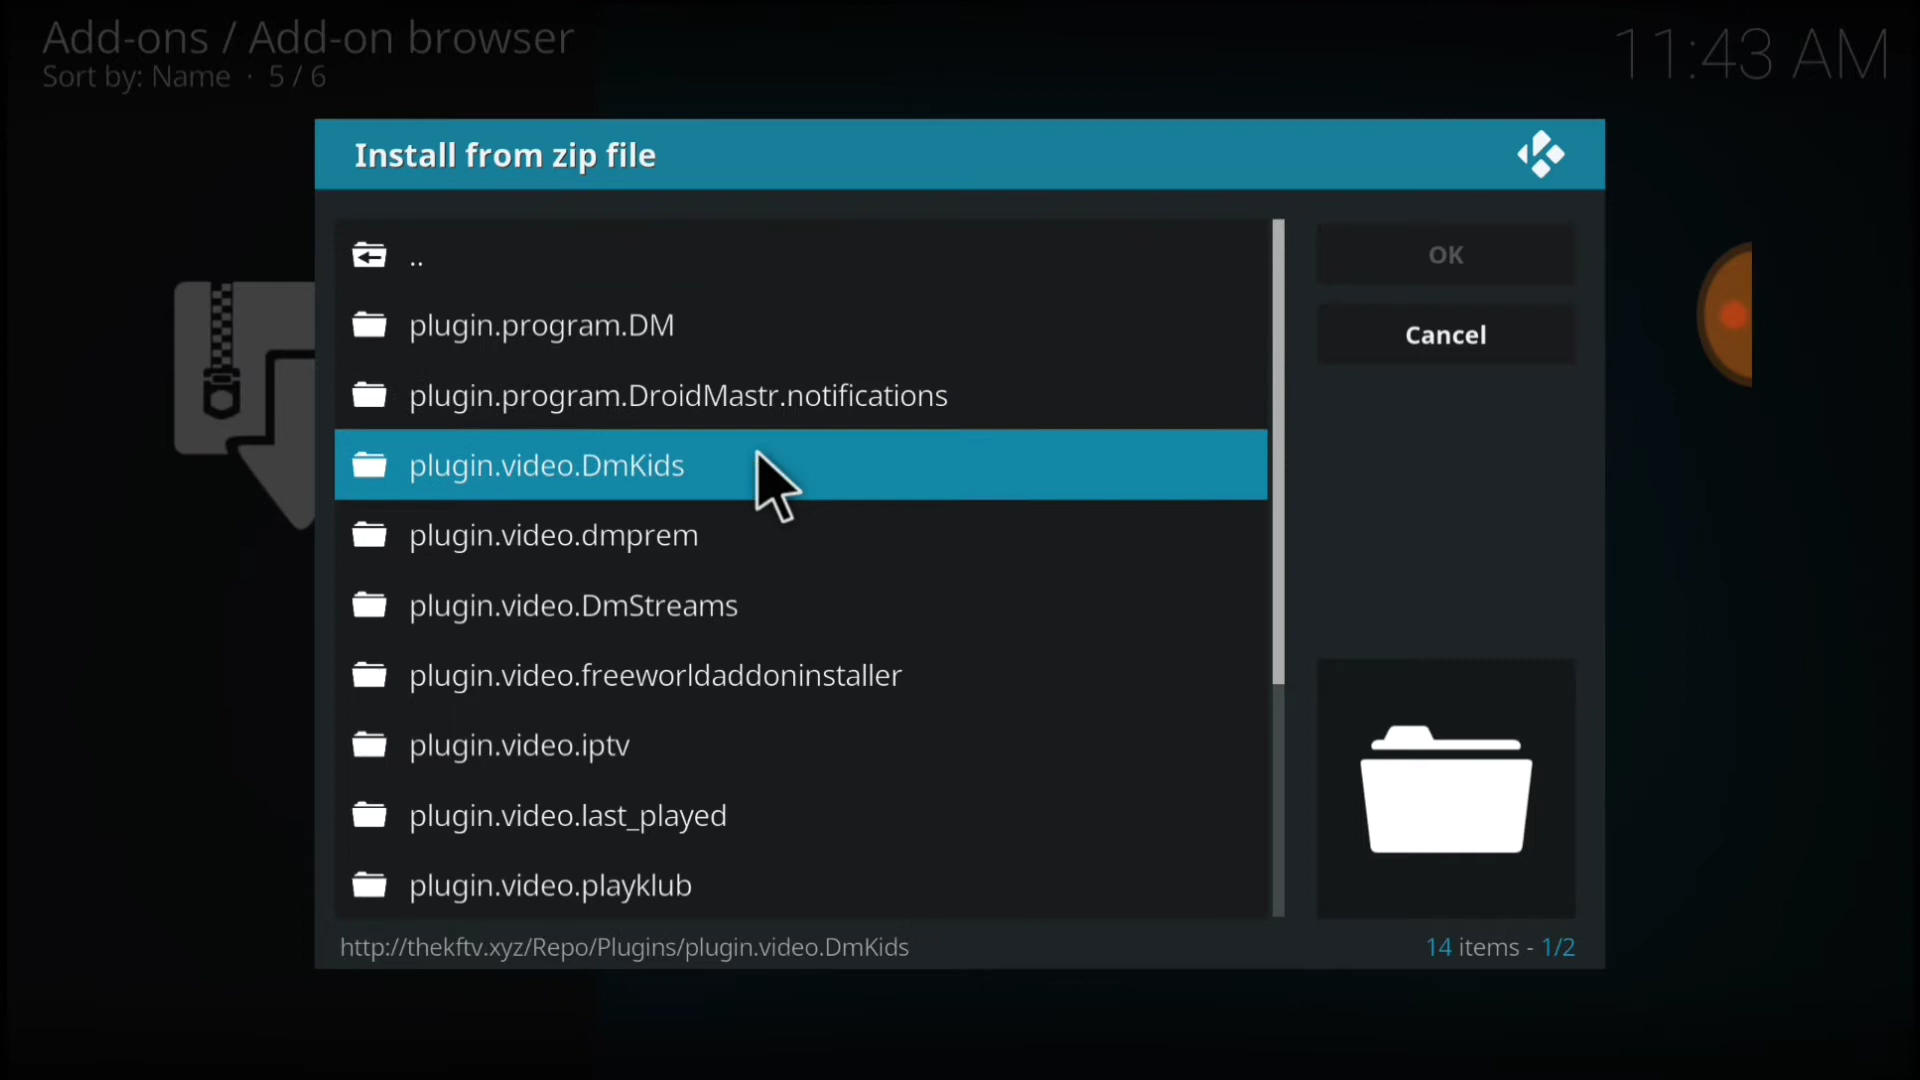 Add-ons / Add-on browser
Sort by: Name · 5 / 6
11:43 AM
Install from zip file
..
plugin.program.DM
plugin.program.DroidMastr.notifications
plugin.video.DmKids
plugin.video.dmprem
plugin.video.DmStreams
plugin.video.freeworldaddoninstaller
plugin.video.iptv
plugin.video.last_played
plugin.video.playklub
OK
Cancel
http://thekftv.xyz/Repo/Plugins/plugin.video.DmKids
14 items - 1/2